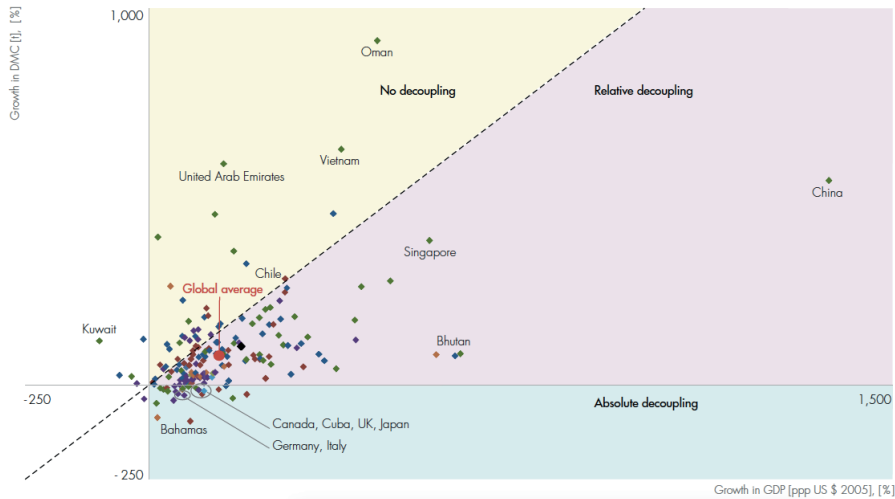 1,000
Growth in DMC [t], [%]
Oman
No decoupling
Relative decoupling
Vietnam
United Arab Emirates
China
Singapore
Chile
Global average
Kuwait
Bhutan
-250
Absolute decoupling
1,500
Canada, Cuba, UK, Japan
Bahamas
Germany, Italy
- 250
Growth in GDP [ppp US $ 2005], [%]